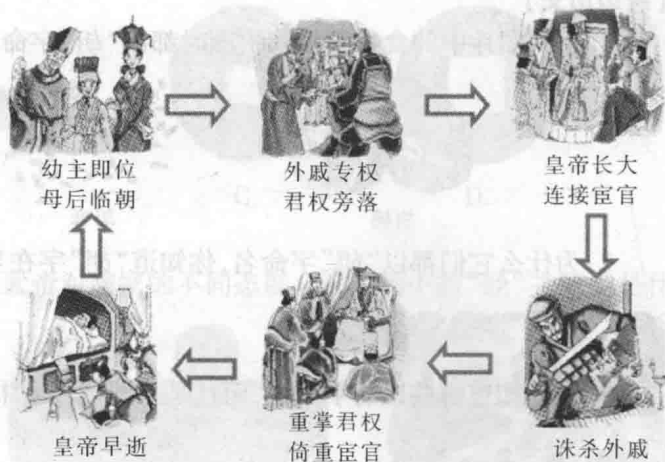 幼主即位
母后临朝
外戚专权
君权旁落
皇帝长大
连接宦官
诛杀外戚
重掌君权
倚重宦官
皇帝早逝